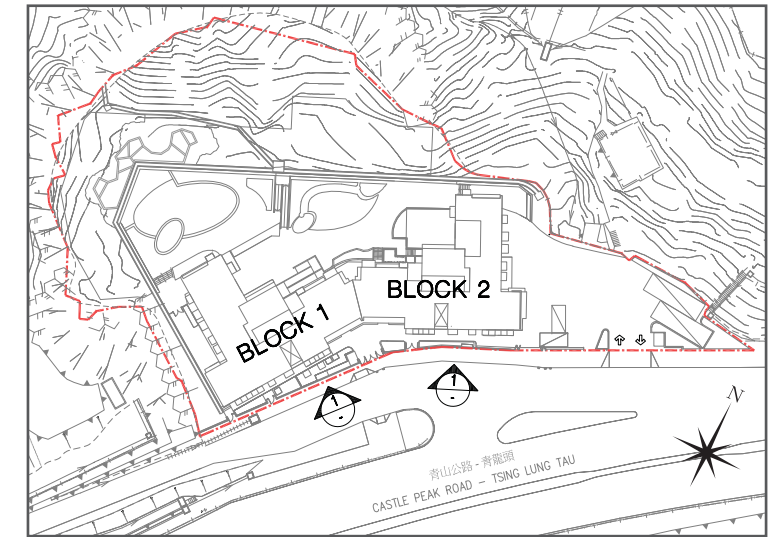 BLOCK 1
BLOCK 2
1
-
1
-
N
青山公路 - 青龍頭
CASTLE PEAK ROAD – TSING LUNG TAU